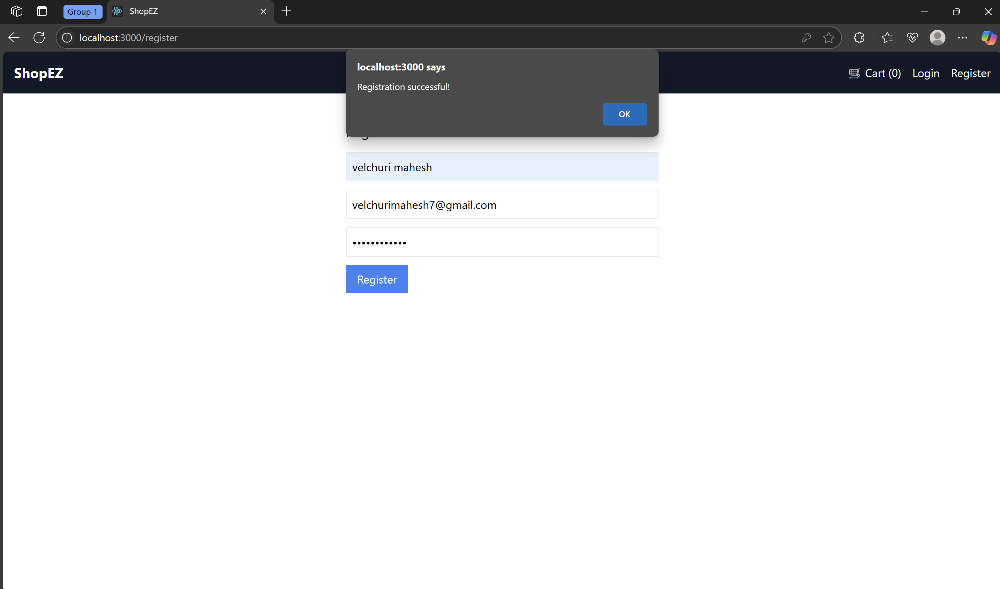 Group 1
ShopEZ
localhost:3000/register
ShopEZ
Cart (0)
Login
Register
localhost:3000 says
Registration successful!
OK
velchuri mahesh
velchurimahesh7@gmail.com
••••••••••••
Register